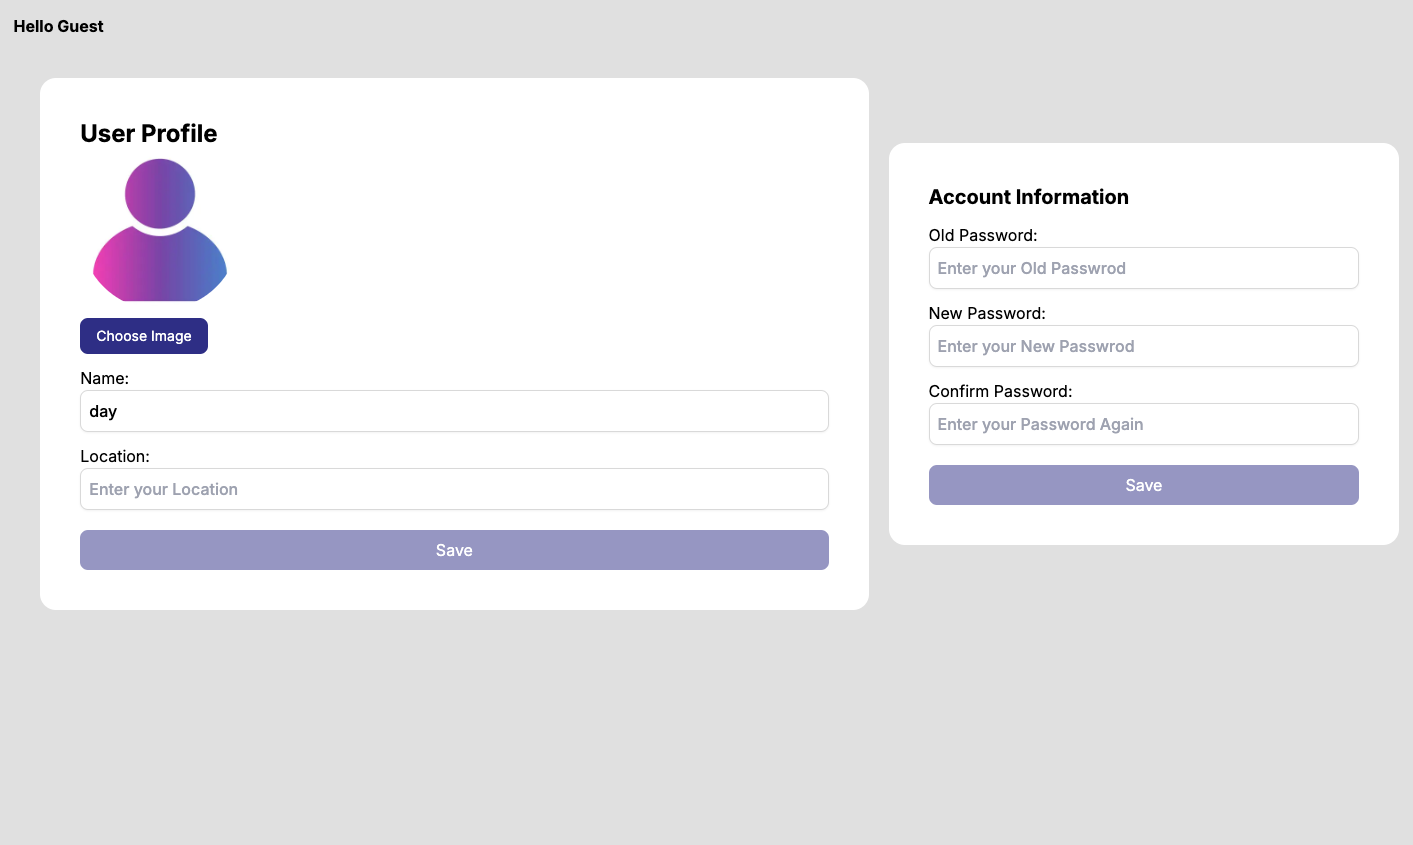 Hello Guest
User Profile
Choose Image
Name:
day
Location:
Enter your Location
Save
Account Information
Old Password:
Enter your Old Passwrod
New Password:
Enter your New Passwrod
Confirm Password:
Enter your Password Again
Save